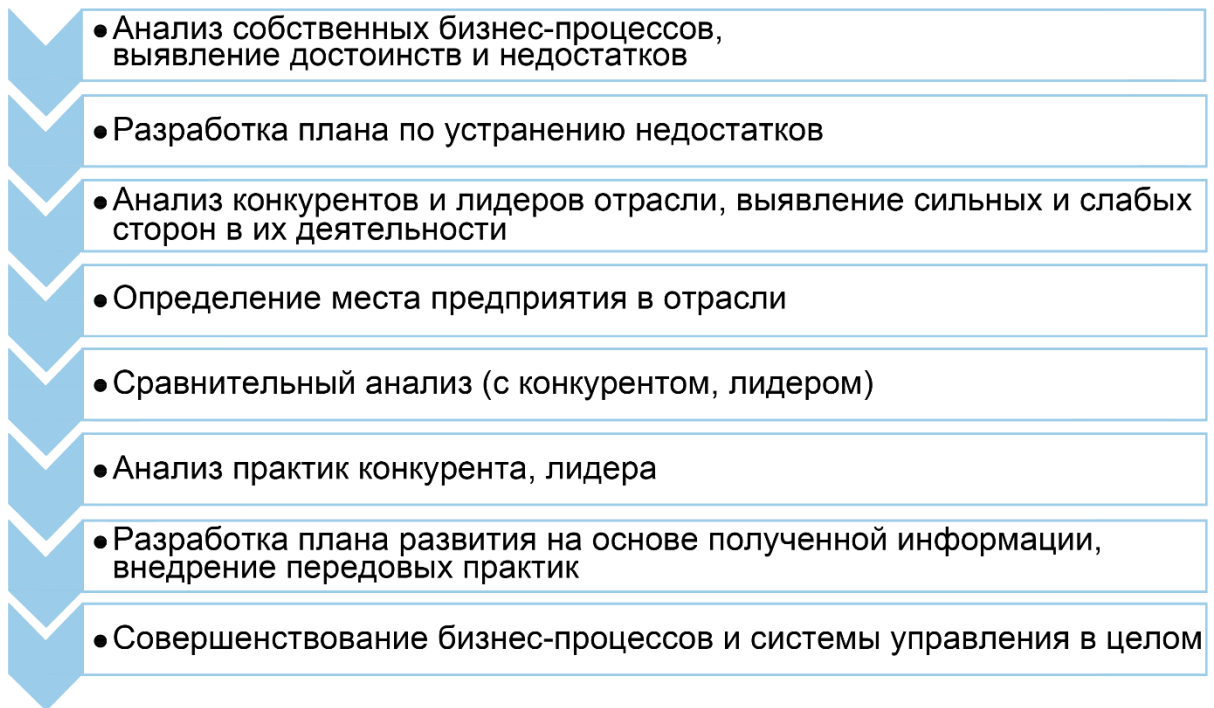 • Анализ собственных бизнес-процессов,
выявление достоинств и недостатков
• Разработка плана по устранению недостатков
• Анализ конкурентов и лидеров отрасли, выявление сильных и слабых
сторон в их деятельности
• Определение места предприятия в отрасли
• Сравнительный анализ (с конкурентом, лидером)
• Анализ практик конкурента, лидера
• Разработка плана развития на основе полученной информации,
внедрение передовых практик
• Совершенствование бизнес-процессов и системы управления в целом